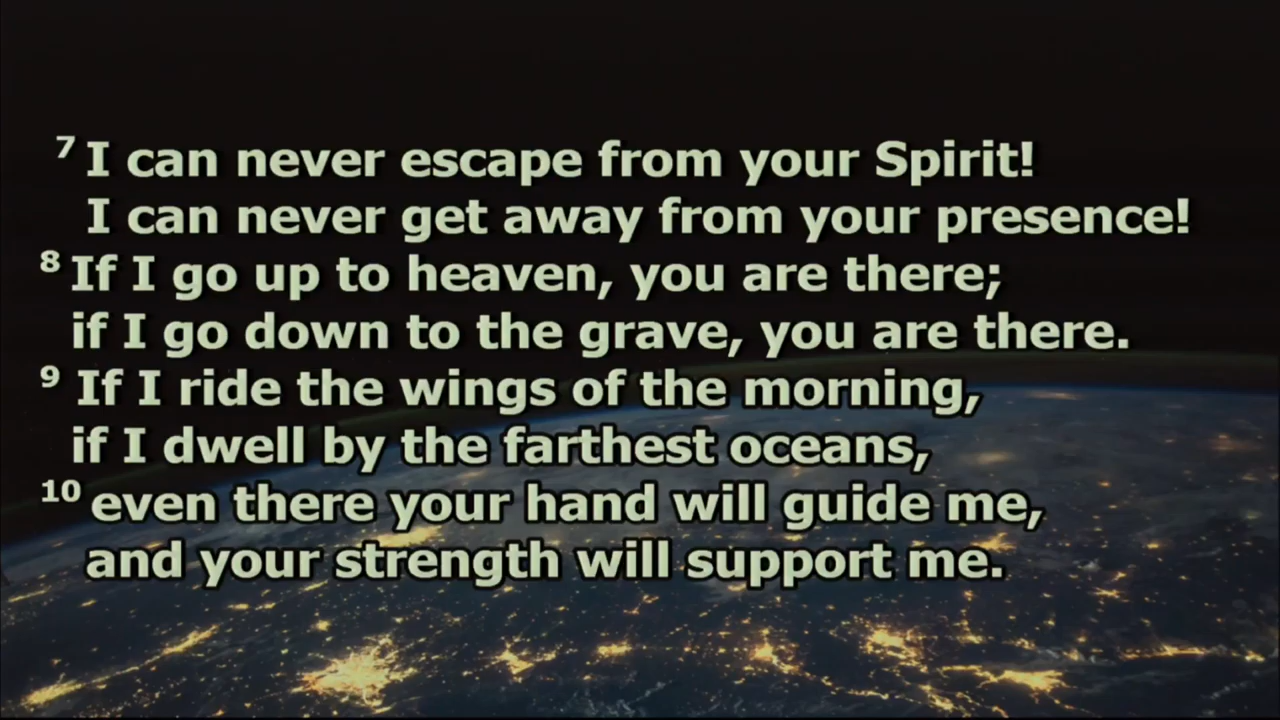 7 I can never escape from your Spirit!
I can never get away from your presence!
8 If I go up to heaven, you are there;
if I go down to the grave, you are there.
9 If I ride the wings of the morning,
if I dwell by the farthest oceans,
10 even there your hand will guide me,
and your strength will support me.